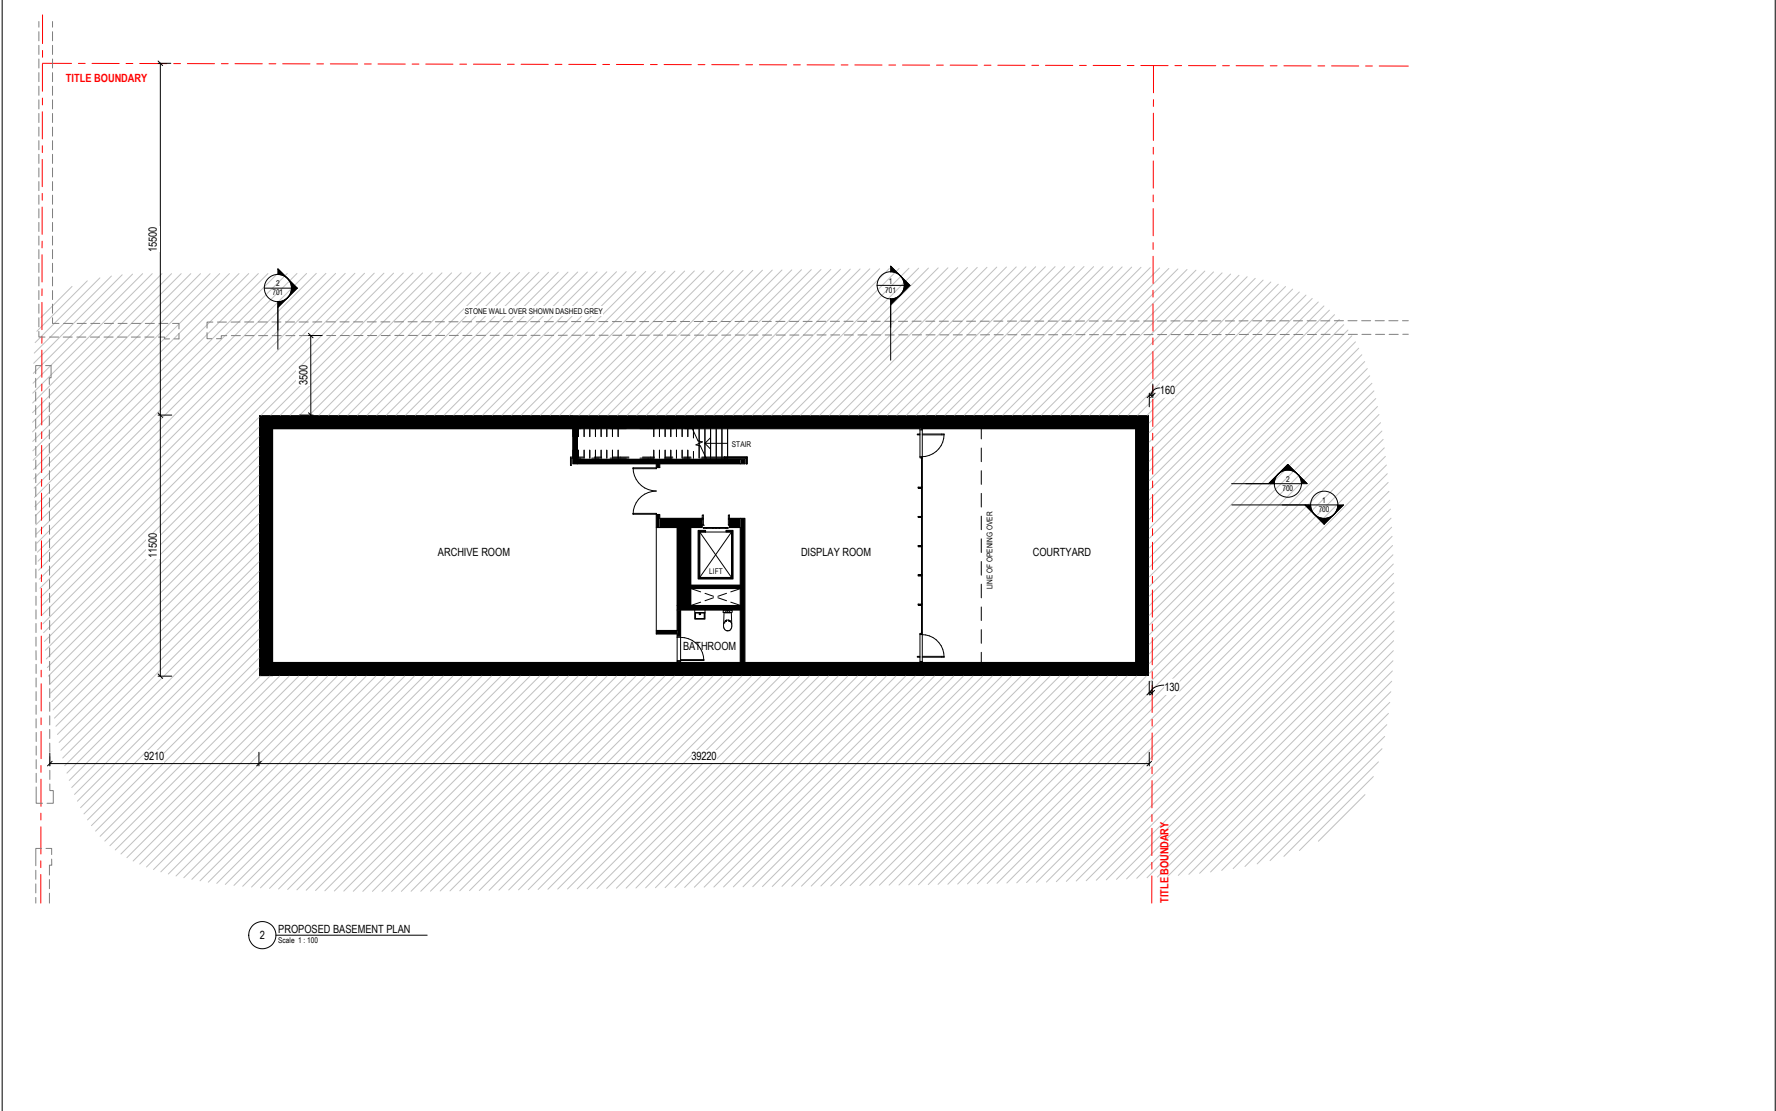 TITLE BOUNDARY
15500
2
701
1
701
STONE WALL OVER SHOWN DASHED GREY
3500
160
STAIR
2
700
1
700
11500
ARCHIVE ROOM
LIFT
DISPLAY ROOM
LINE OF OPENING OVER
COURTYARD
BATHROOM
130
9210
39220
TITLE BOUNDARY
2
PROPOSED BASEMENT PLAN
Scale 1 : 100